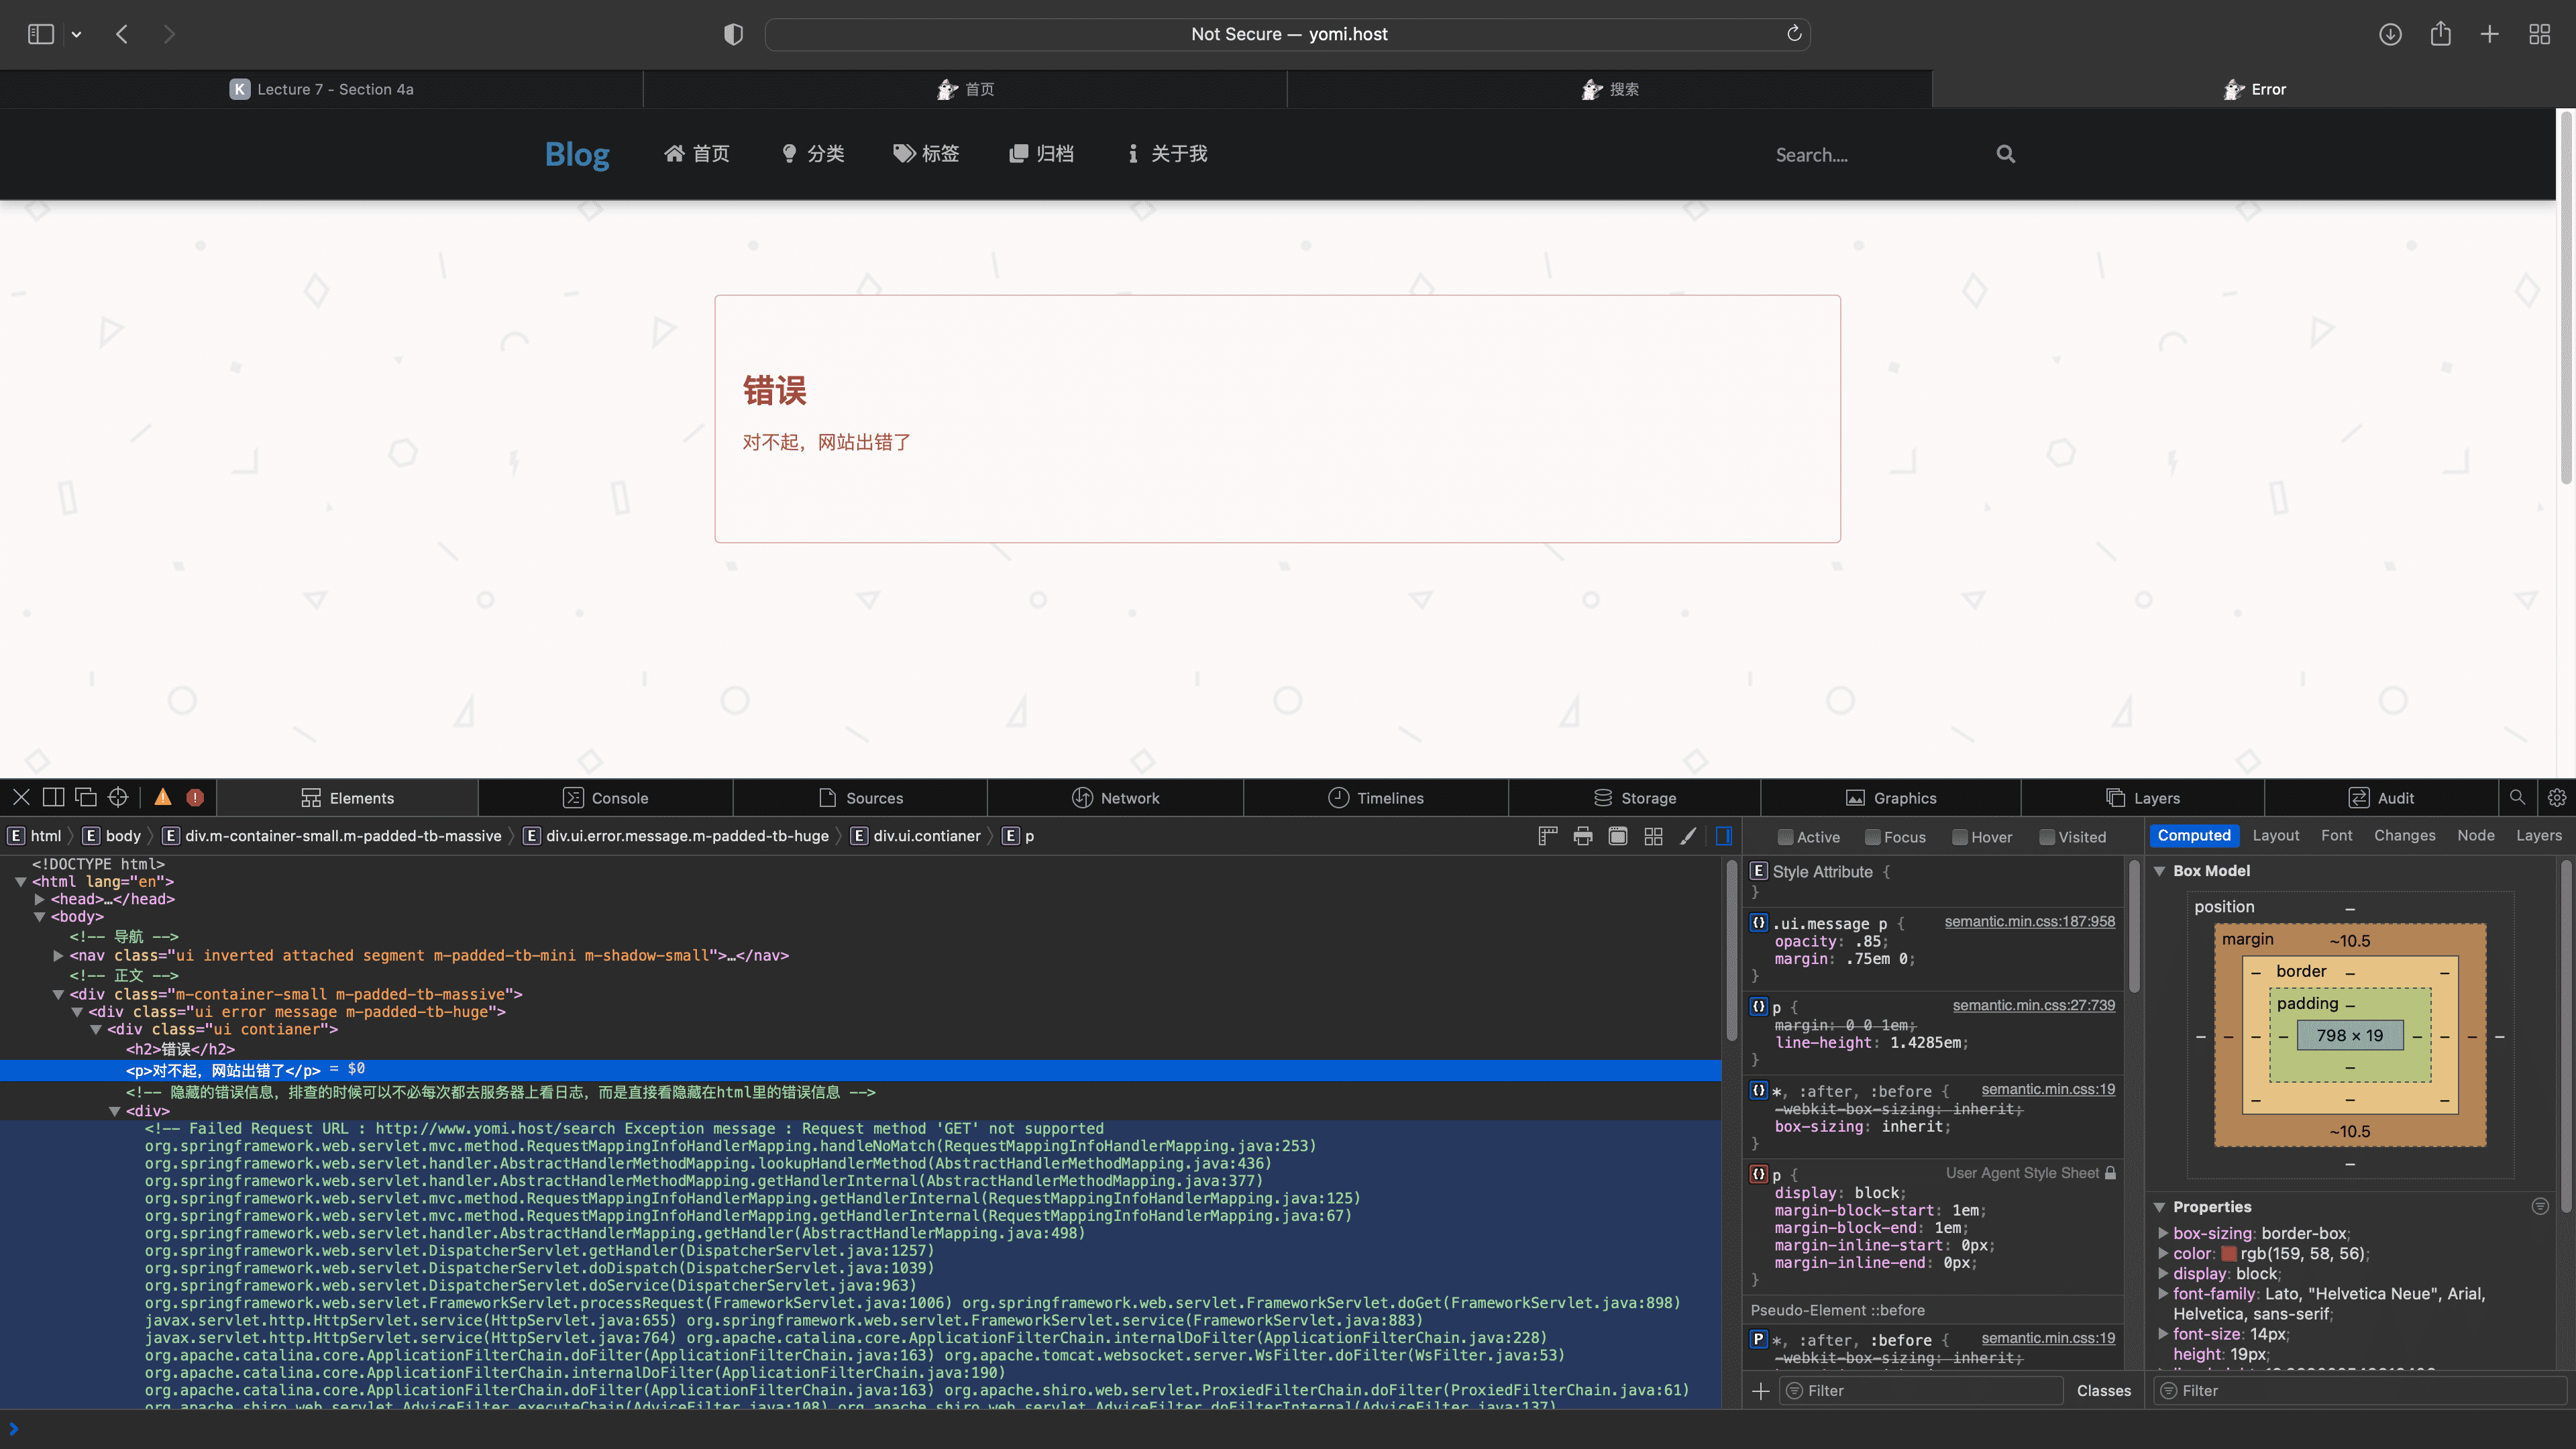 Not Secure — yomi.host
K Lecture 7 - Section 4a
首页
搜索
Error
Blog
首页
分类
标签
归档
关于我
Search....
错误
对不起，网站出错了
Elements
Console
Sources
Network
Timelines
Storage
Graphics
Layers
Audit
E html
E body
E div.m-container-small.m-padded-tb-massive
E div.ui.error.message.m-padded-tb-huge
E div.ui.contianer
E p
<!DOCTYPE html>
<html lang="en">
<head>…</head>
<body>
<!-- 导航 -->
<nav class="ui inverted attached segment m-padded-tb-mini m-shadow-small">…</nav>
<!-- 正文 -->
<div class="m-container-small m-padded-tb-massive">
<div class="ui error message m-padded-tb-huge">
<div class="ui contianer">
<h2>错误</h2>
<p>对不起，网站出错了</p> = $0
<!-- 隐藏的错误信息，排查的时候可以不必每次都去服务器上看日志，而是直接看隐藏在html里的错误信息 -->
<div>
<!-- Failed Request URL : http://www.yomi.host/search Exception message : Request method 'GET' not supported
org.springframework.web.servlet.mvc.method.RequestMappingInfoHandlerMapping.handleNoMatch(RequestMappingInfoHandlerMapping.java:253)
org.springframework.web.servlet.handler.AbstractHandlerMethodMapping.lookupHandlerMethod(AbstractHandlerMethodMapping.java:436)
org.springframework.web.servlet.handler.AbstractHandlerMethodMapping.getHandlerInternal(AbstractHandlerMethodMapping.java:377)
org.springframework.web.servlet.mvc.method.RequestMappingInfoHandlerMapping.getHandlerInternal(RequestMappingInfoHandlerMapping.java:125)
org.springframework.web.servlet.mvc.method.RequestMappingInfoHandlerMapping.getHandlerInternal(RequestMappingInfoHandlerMapping.java:67)
org.springframework.web.servlet.handler.AbstractHandlerMapping.getHandler(AbstractHandlerMapping.java:498)
org.springframework.web.servlet.DispatcherServlet.getHandler(DispatcherServlet.java:1257)
org.springframework.web.servlet.DispatcherServlet.doDispatch(DispatcherServlet.java:1039)
org.springframework.web.servlet.DispatcherServlet.doService(DispatcherServlet.java:963)
org.springframework.web.servlet.FrameworkServlet.processRequest(FrameworkServlet.java:1006) org.springframework.web.servlet.FrameworkServlet.doGet(FrameworkServlet.java:898)
javax.servlet.http.HttpServlet.service(HttpServlet.java:655) org.springframework.web.servlet.FrameworkServlet.service(FrameworkServlet.java:883)
javax.servlet.http.HttpServlet.service(HttpServlet.java:764) org.apache.catalina.core.ApplicationFilterChain.internalDoFilter(ApplicationFilterChain.java:228)
org.apache.catalina.core.ApplicationFilterChain.doFilter(ApplicationFilterChain.java:163) org.apache.tomcat.websocket.server.WsFilter.doFilter(WsFilter.java:53)
org.apache.catalina.core.ApplicationFilterChain.internalDoFilter(ApplicationFilterChain.java:190)
org.apache.catalina.core.ApplicationFilterChain.doFilter(ApplicationFilterChain.java:163) org.apache.shiro.web.servlet.ProxiedFilterChain.doFilter(ProxiedFilterChain.java:61)
org.apache.shiro.web.servlet.AdviceFilter.executeChain(AdviceFilter.java:108) org.apache.shiro.web.servlet.AdviceFilter.doFilterInternal(AdviceFilter.java:137)
Active
Focus
Hover
Visited
E Style Attribute {
}
{} .ui.message p { semantic.min.css:187:958
opacity: .85;
margin: .75em 0;
}
{} p { semantic.min.css:27:739
margin: 0 0 1em;
line-height: 1.4285em;
}
{} *, :after, :before { semantic.min.css:19
-webkit-box-sizing: inherit;
box-sizing: inherit;
}
{} p { User Agent Style Sheet
display: block;
margin-block-start: 1em;
margin-block-end: 1em;
margin-inline-start: 0px;
margin-inline-end: 0px;
}
Pseudo-Element ::before
P *, :after, :before { semantic.min.css:19
-webkit-box-sizing: inherit;
Filter
Classes
Computed
Layout
Font
Changes
Node
Layers
Box Model
position –
margin ~10.5
– border – –
padding –
– – – – 798 × 19 – – – –
–
– – –
~10.5
–
Properties
box-sizing: border-box;
color: rgb(159, 58, 56);
display: block;
font-family: Lato, "Helvetica Neue", Arial,
Helvetica, sans-serif;
font-size: 14px;
height: 19px;
Filter